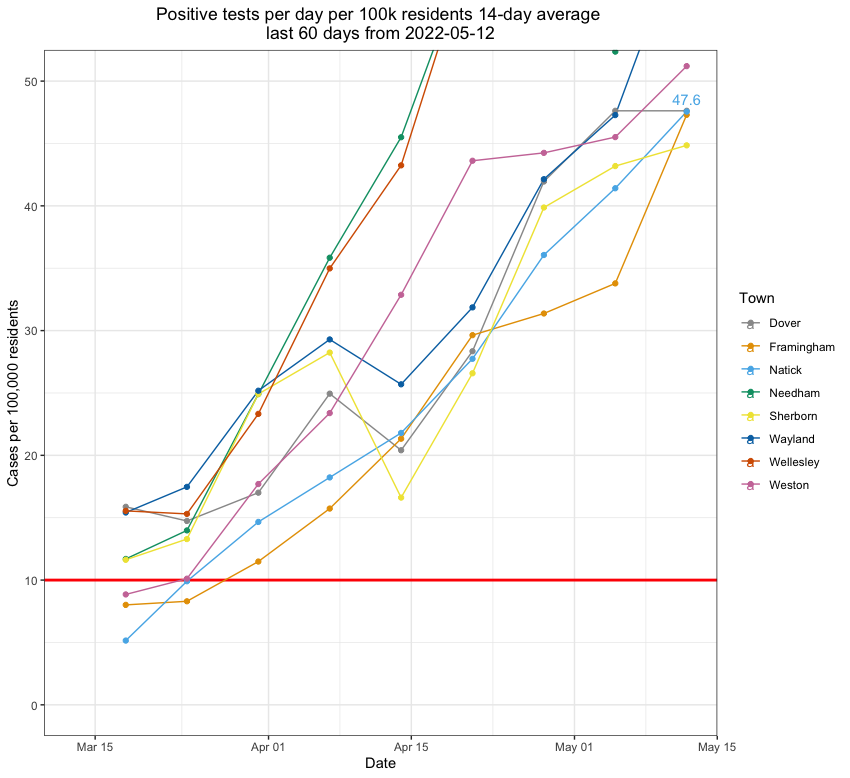 Positive tests per day per 100k residents 14-day average
last 60 days from 2022-05-12
50
47.6
40
30
20
10
0
Cases per 100,000 residents
Mar 15
Apr 01
Apr 15
May 01
May 15
Date
Town
a Dover
a Framingham
a Natick
a Needham
a Sherborn
a Wayland
a Wellesley
a Weston